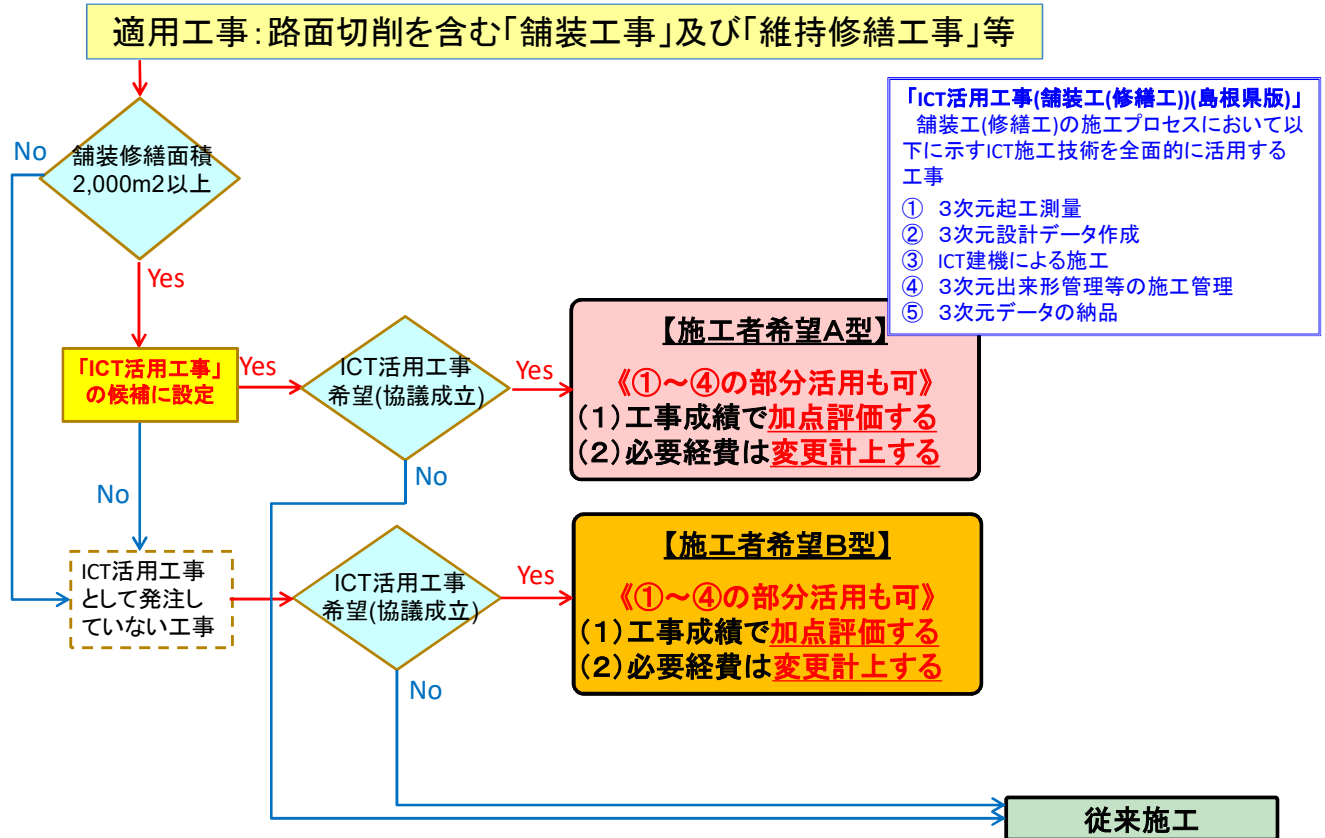 適用工事：路面切削を含む「舗装工事」及び「維持修繕工事」等
「ICT活用工事(舗装工(修繕工))(島根県版)」
舗装工(修繕工)の施工プロセスにおいて以
下に示すICT施工技術を全面的に活用する
工事
① 3次元起工測量
② 3次元設計データ作成
③ ICT建機による施工
④ 3次元出来形管理等の施工管理
⑤ 3次元データの納品
No
舗装修繕面積
2,000m2以上
Yes
「ICT活用工事」
の候補に設定
Yes
ICT活用工事
希望(協議成立)
Yes
【施工者希望A型】
《①～④の部分活用も可》
(1)工事成績で加点評価する
(2)必要経費は変更計上する
No
No
ICT活用工事
として発注し
ていない工事
ICT活用工事
希望(協議成立)
Yes
【施工者希望B型】
《①～④の部分活用も可》
(1)工事成績で加点評価する
(2)必要経費は変更計上する
No
従来施工